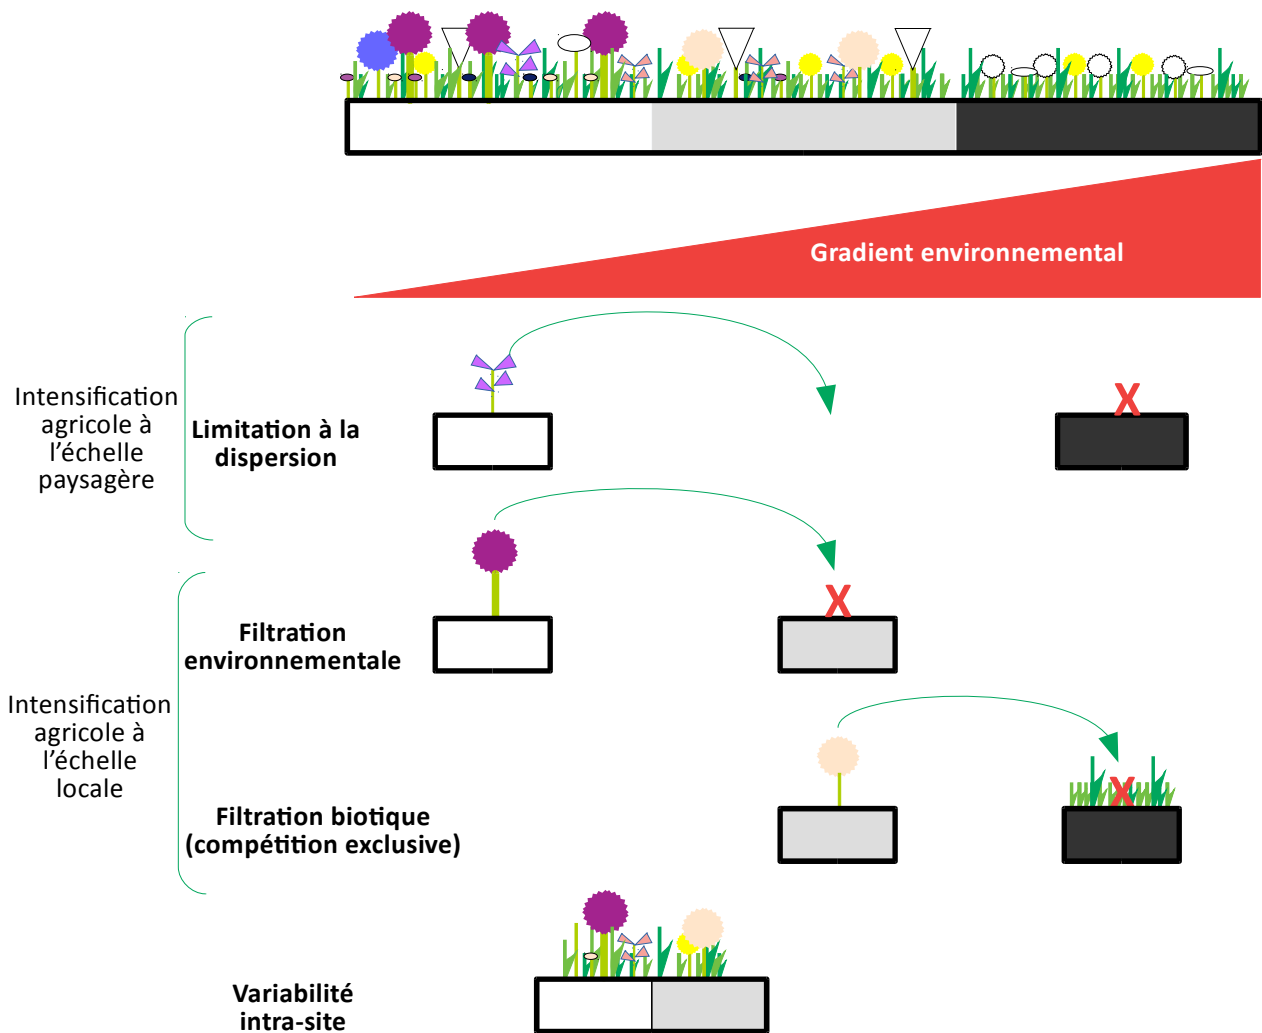 Gradient environnemental
Intensification
agricole à
l'échelle
paysagère
Limitation à la
dispersion
X
X
Filtration
environnementale
Intensification
agricole à
l'échelle
locale
X
Filtration biotique
(compétition exclusive)
Variabilité
intra-site